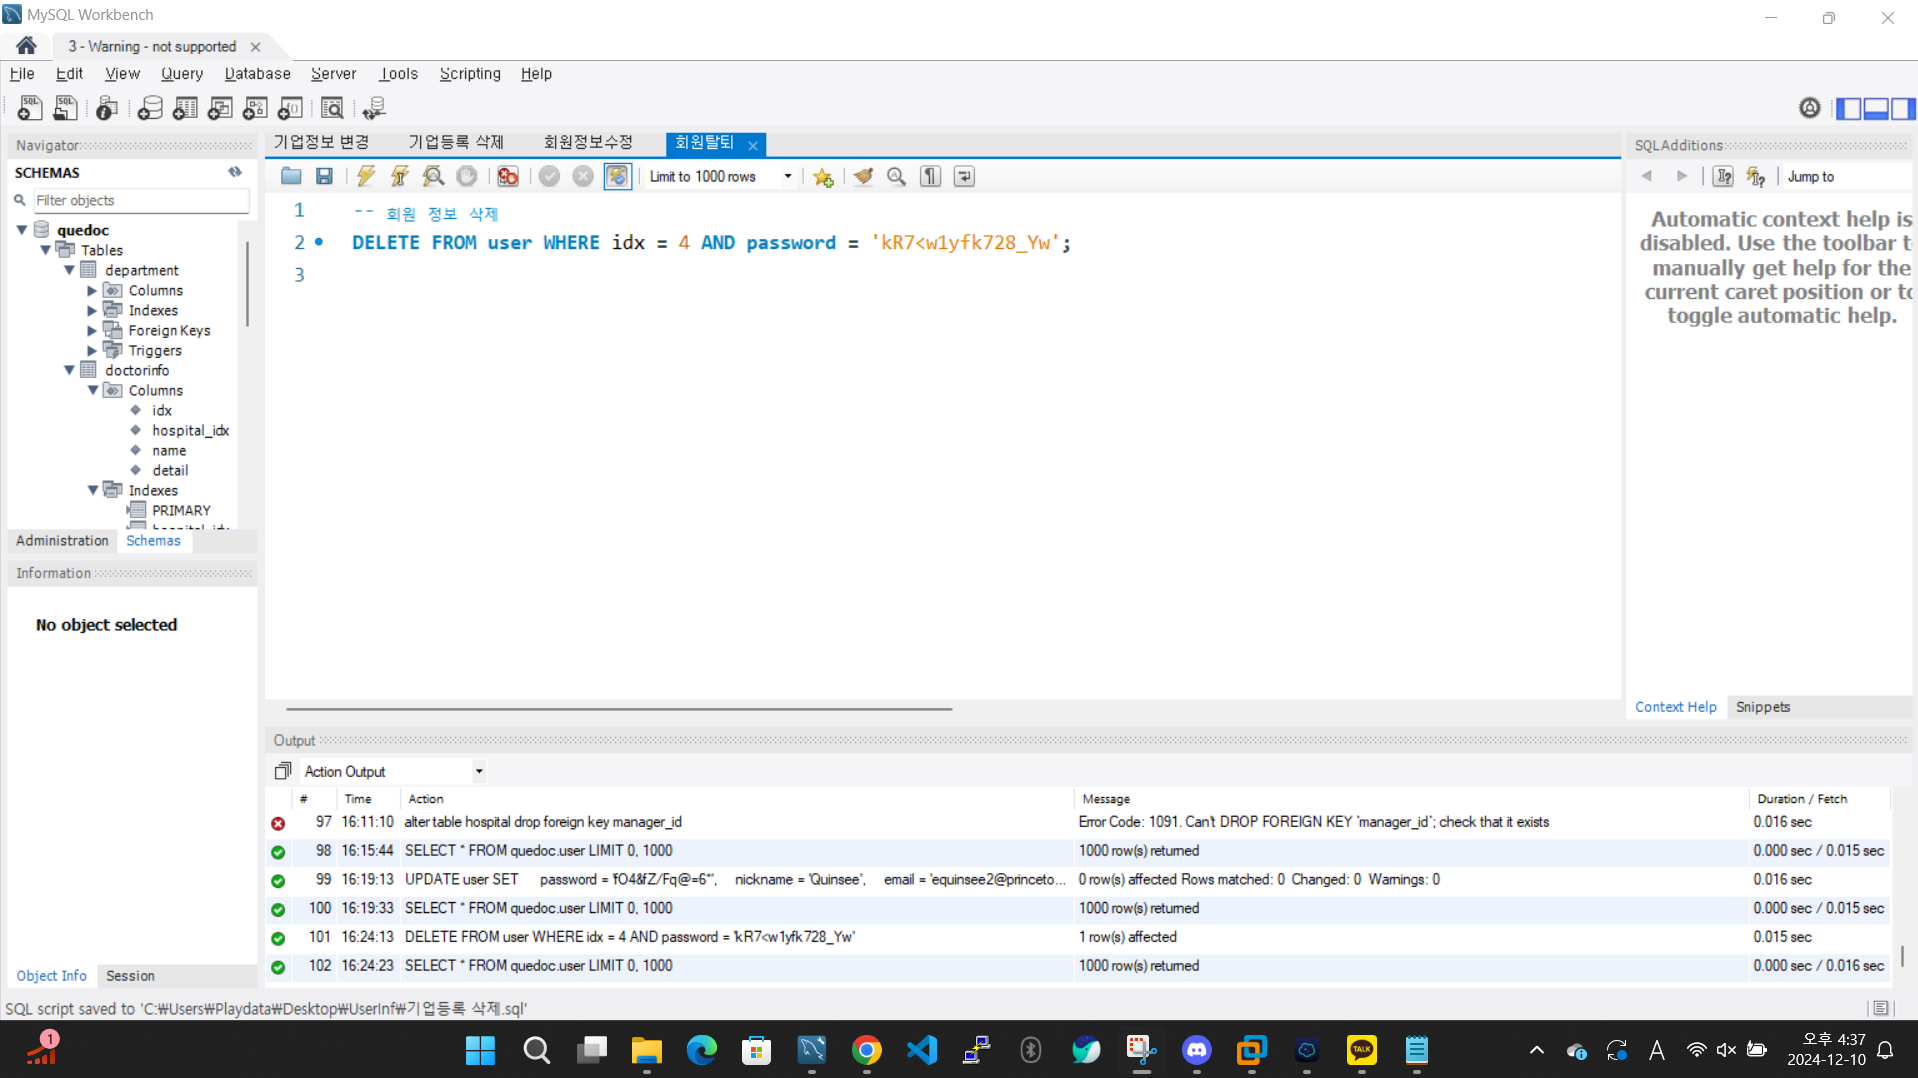 MySQL Workbench
3 - Warning - not supported
File Edit View Query Database Server Tools Scripting Help
Navigator
SCHEMAS
Filter objects
quedoc
Tables
department
Columns
Indexes
Foreign Keys
Triggers
doctorinfo
Columns
idx
hospital_idx
name
detail
Indexes
PRIMARY
Administration Schemas
Information
No object selected
Object Info Session
기업정보 변경 기업등록 삭제 회원정보수정 회원탈퇴
Limit to 1000 rows
1 -- 회원 정보 삭제
2 DELETE FROM user WHERE idx = 4 AND password = 'kR7<w1yfk728_Yw';
3
SQLAdditions
Jump to
Automatic context help is
disabled. Use the toolbar t
manually get help for the
current caret position or to
toggle automatic help.
Context Help Snippets
Output
Action Output
# Time Action Message Duration / Fetch
97 16:11:10 alter table hospital drop foreign key manager_id Error Code: 1091. Can't DROP FOREIGN KEY `manager_id`; check that it exists 0.016 sec
98 16:15:44 SELECT * FROM quedoc.user LIMIT 0, 1000 1000 row(s) returned 0.000 sec / 0.015 sec
99 16:19:13 UPDATE user SET password = 'fO4&fZ/Fq@=6"', nickname = 'Quinsee', email = 'equinsee2@princeto... 0 row(s) affected Rows matched: 0 Changed: 0 Warnings: 0 0.016 sec
100 16:19:33 SELECT * FROM quedoc.user LIMIT 0, 1000 1000 row(s) returned 0.000 sec / 0.015 sec
101 16:24:13 DELETE FROM user WHERE idx = 4 AND password = 'kR7<w1yfk728_Yw' 1 row(s) affected 0.015 sec
102 16:24:23 SELECT * FROM quedoc.user LIMIT 0, 1000 1000 row(s) returned 0.000 sec / 0.016 sec
SQL script saved to 'C:₩Users₩Playdata₩Desktop₩UserInf₩기업등록 삭제.sql'
1
TALK
A
오후 4:37
2024-12-10